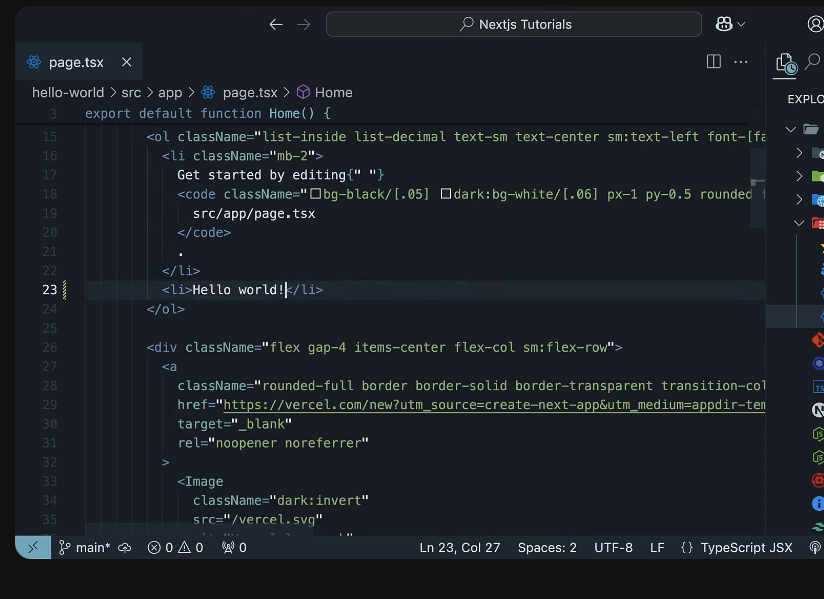 Nextjs Tutorials
page.tsx
EXPLO
hello-world > src > app > page.tsx > Home
3 export default function Home() {
15 <ol className="list-inside list-decimal text-sm text-center sm:text-left font-[fa
16 <li className="mb-2">
17 Get started by editing{" "}
18 <code className="bg-black/[.05] dark:bg-white/[.06] px-1 py-0.5 rounded f
19 src/app/page.tsx
20 </code>
21 .
22 </li>
23 <li>Hello world!</li>
24 </ol>
25
26 <div className="flex gap-4 items-center flex-col sm:flex-row">
27 <a
28 className="rounded-full border border-solid border-transparent transition-col
29 href="https://vercel.com/new?utm_source=create-next-app&utm_medium=appdir-tem
30 target="_blank"
31 rel="noopener noreferrer"
32 >
33 <Image
34 className="dark:invert"
35 src="/vercel.svg"
main* 0 0 0 Ln 23, Col 27 Spaces: 2 UTF-8 LF {} TypeScript JSX